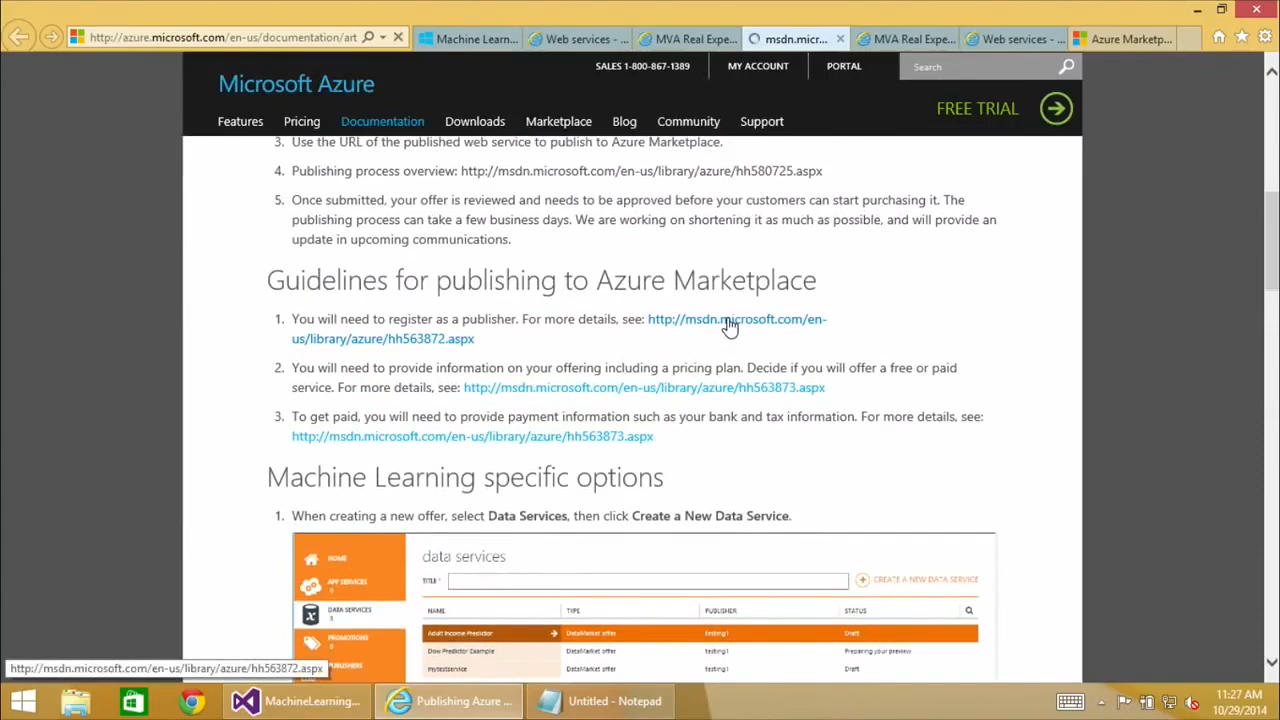 http://azure.microsoft.com/en-us/documentation/art
Machine Learn...
Web services - ...
MVA Real Expe...
msdn.micr...
MVA Real Expe...
Web services - ...
Azure Marketp...
SALES 1-800-867-1389
MY ACCOUNT
PORTAL
Search
Microsoft Azure
FREE TRIAL
Features
Pricing
Documentation
Downloads
Marketplace
Blog
Community
Support
3. Use the URL of the published web service to publish to Azure Marketplace.
4. Publishing process overview: http://msdn.microsoft.com/en-us/library/azure/hh580725.aspx
5. Once submitted, your offer is reviewed and needs to be approved before your customers can start purchasing it. The
publishing process can take a few business days. We are working on shortening it as much as possible, and will provide an
update in upcoming communications.
Guidelines for publishing to Azure Marketplace
1. You will need to register as a publisher. For more details, see: http://msdn.microsoft.com/en-
us/library/azure/hh563872.aspx
2. You will need to provide information on your offering including a pricing plan. Decide if you will offer a free or paid
service. For more details, see: http://msdn.microsoft.com/en-us/library/azure/hh563873.aspx
3. To get paid, you will need to provide payment information such as your bank and tax information. For more details, see:
http://msdn.microsoft.com/en-us/library/azure/hh563873.aspx
Machine Learning specific options
1. When creating a new offer, select Data Services, then click Create a New Data Service.
HOME
APP SERVICES
0
DATA SERVICES
3
PROMOTIONS
0
PUBLISHERS
data services
TITLE *
CREATE A NEW DATA SERVICE
NAME TYPE PUBLISHER STATUS
Adult Income Predictor DataMarket offer testing1 Draft
Dow Predictor Example DataMarket offer testing1 Preparing your preview
mytestservice DataMarket offer testing1 Draft
http://msdn.microsoft.com/en-us/library/azure/hh563872.aspx
MachineLearning...
Publishing Azure ...
Untitled - Notepad
11:27 AM
10/29/2014